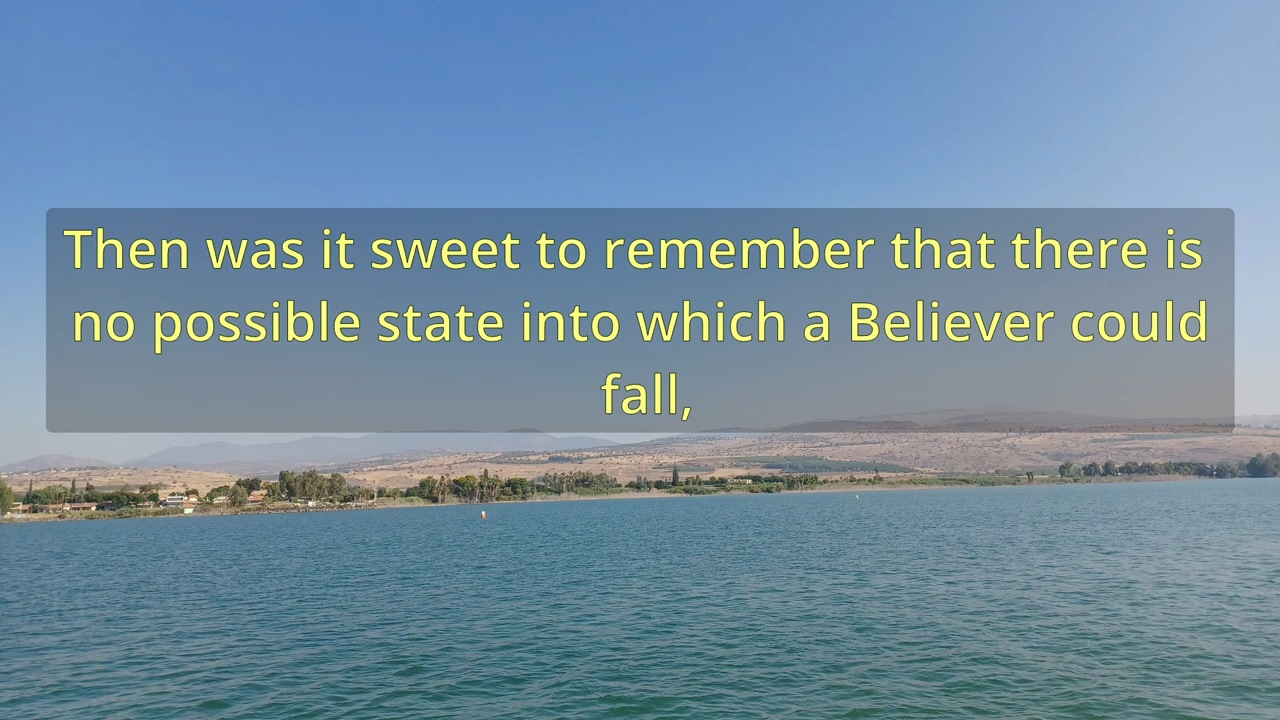 Then was it sweet to remember that there is
no possible state into which a Believer could
fall,